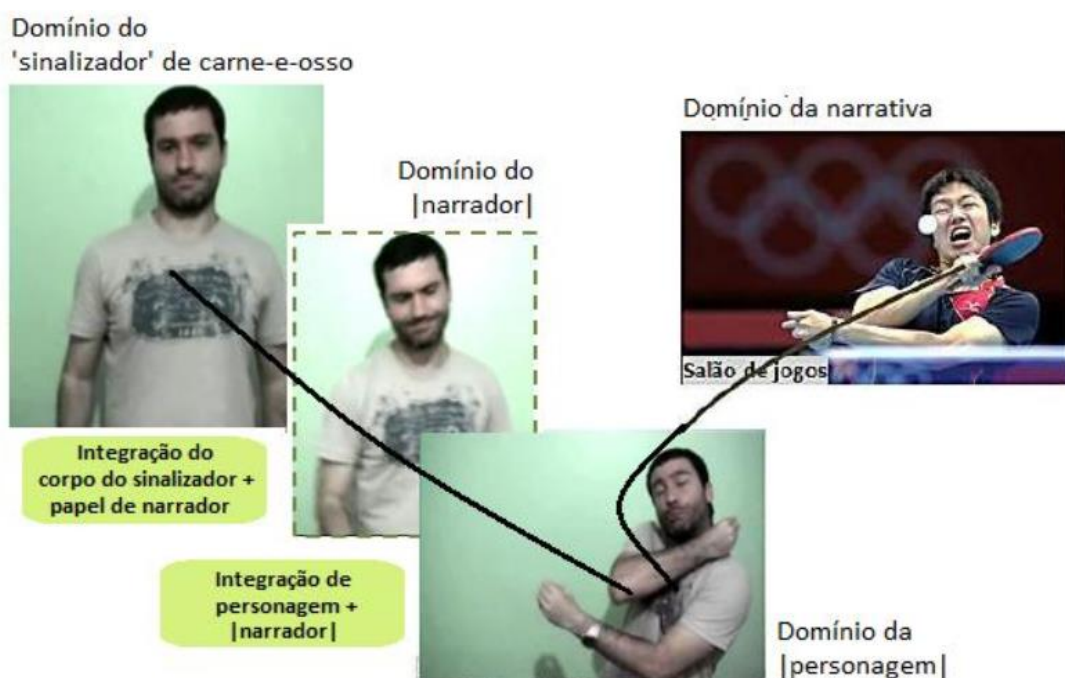 Domínio do
'sinalizador' de carne-e-osso
Domínio da narrativa
Domínio do
|narrador|
Salão de jogos
Integração do
corpo do sinalizador +
papel de narrador
Integração de
personagem +
|narrador|
Domínio da
|personagem|